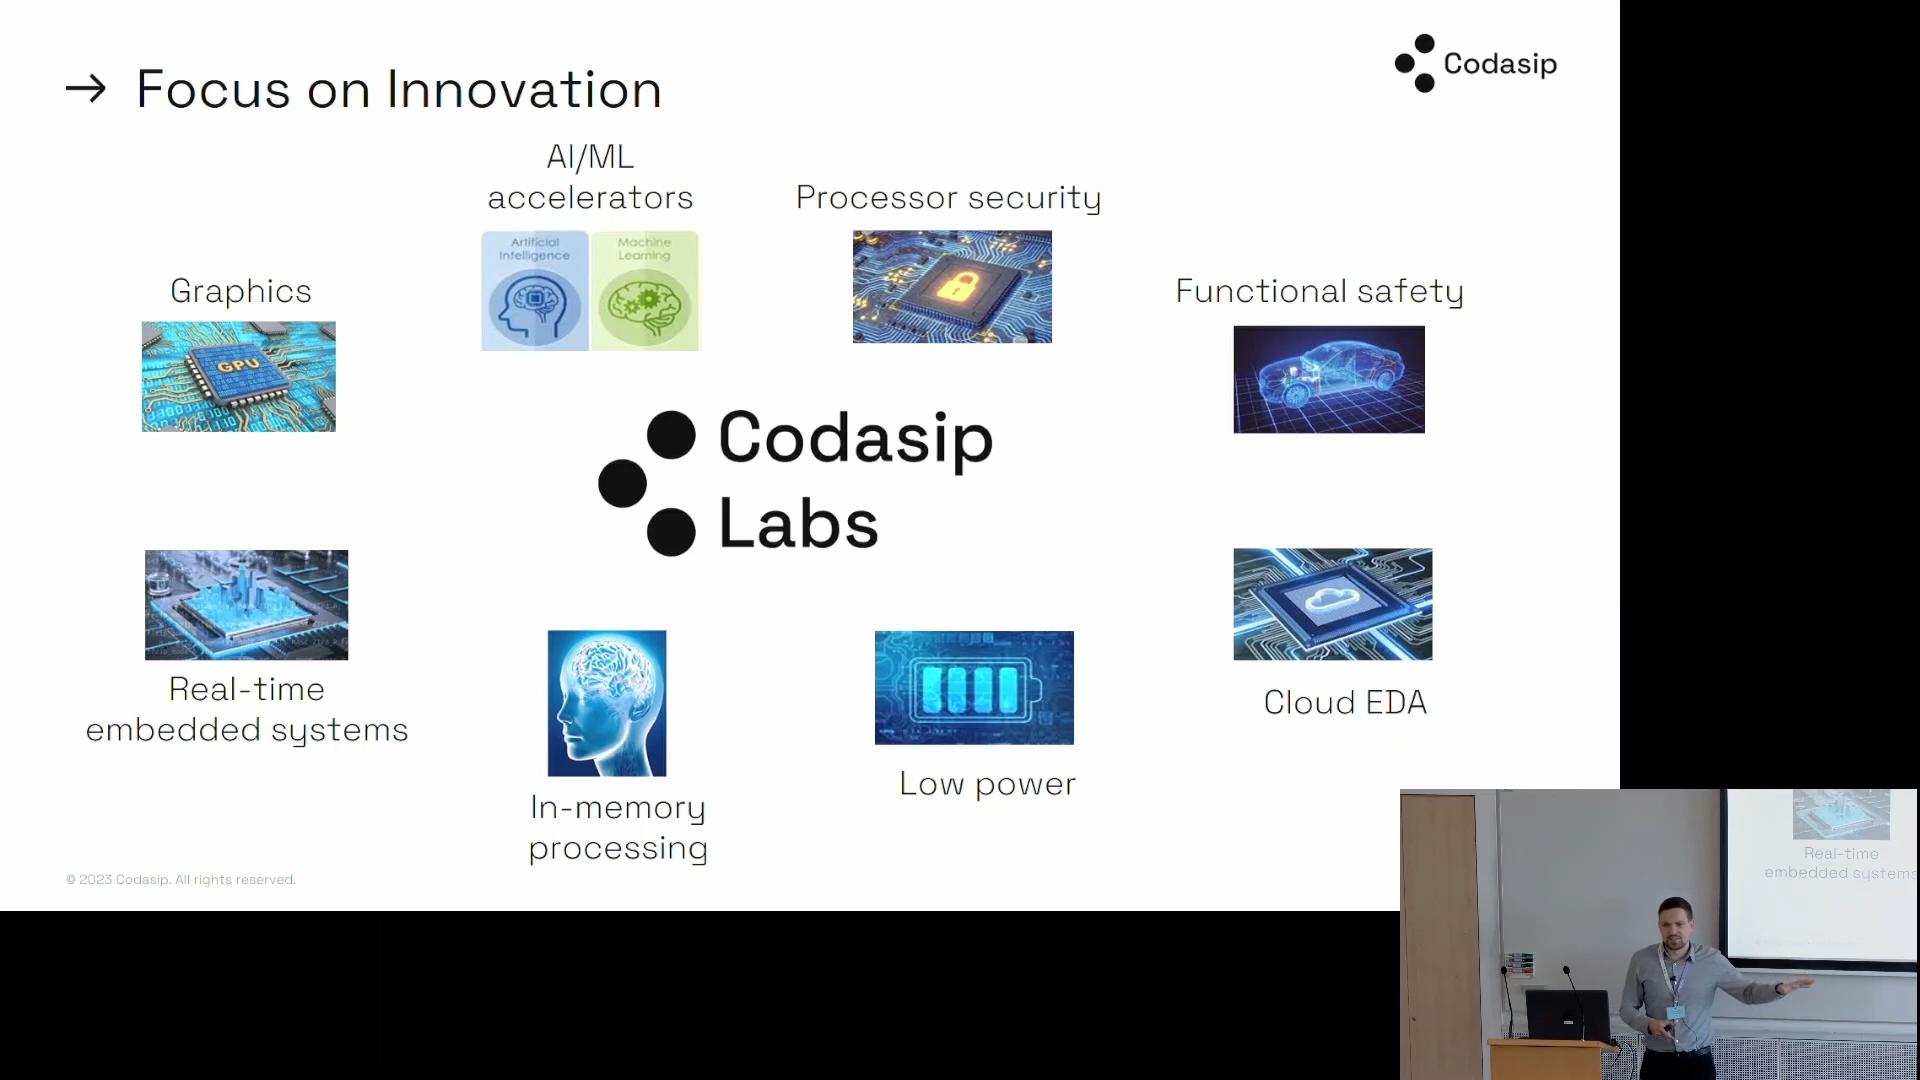 → Focus on Innovation
Codasip
AI/ML
accelerators
Processor security
Artificial
Intelligence
Machine
Learning
Graphics
GPU
Functional safety
Codasip
Labs
Real-time
embedded systems
Cloud EDA
In-memory
processing
Low power
© 2023 Codasip. All rights reserved.
Real-time
embedded systems